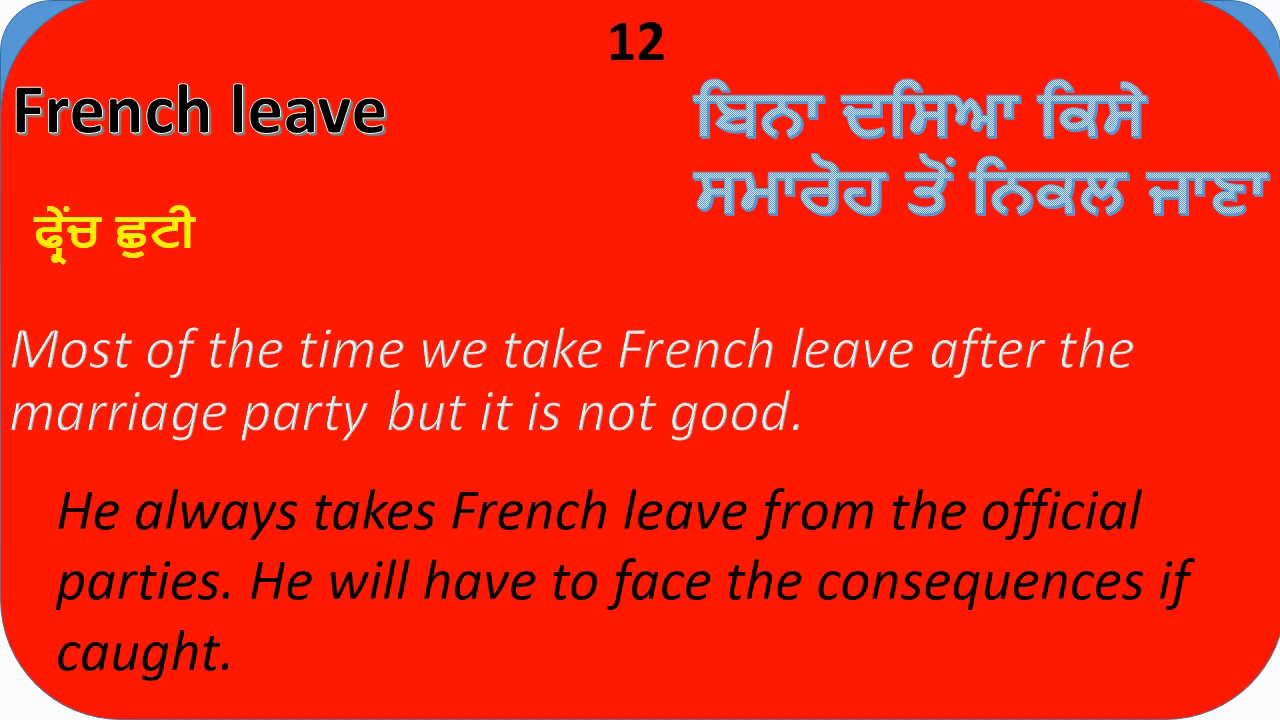 12
French leave
ਬਿਨਾ ਦਸਿਆ ਕਿਸੇ
ਸਮਾਰੋਹ ਤੋਂ ਨਿਕਲ ਜਾਣਾ
ਫ੍ਰੇਂਚ ਛੁਟੀ
Most of the time we take French leave after the
marriage party but it is not good.
He always takes French leave from the official
parties. He will have to face the consequences if
caught.